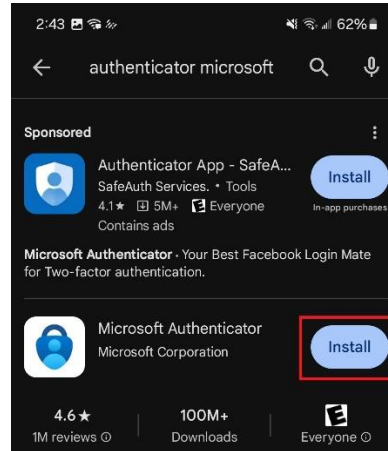 2:43 62%
authenticator microsoft
Sponsored
Authenticator App - SafeA...
SafeAuth Services. • Tools
4.1★ 5M+ E Everyone
Contains ads
Install
In-app purchases
Microsoft Authenticator · Your Best Facebook Login Mate
for Two-factor authentication.
Microsoft Authenticator
Microsoft Corporation
Install
4.6★ 100M+ E
1M reviews Downloads Everyone